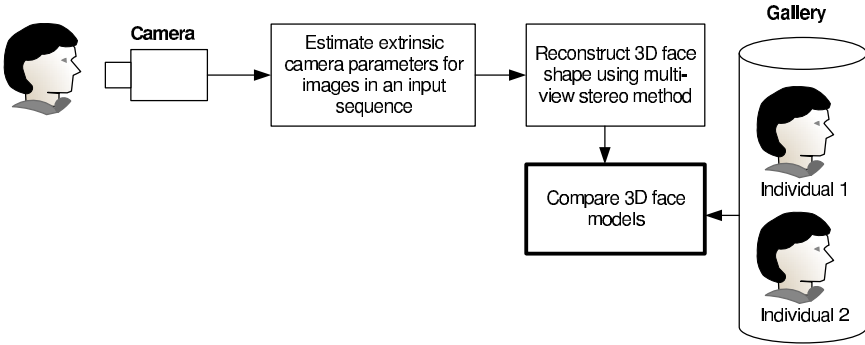 Camera
Estimate extrinsic
camera parameters for
images in an input
sequence
Reconstruct 3D face
shape using multi-
view stereo method
Compare 3D face
models
Gallery
Individual 1
Individual 2